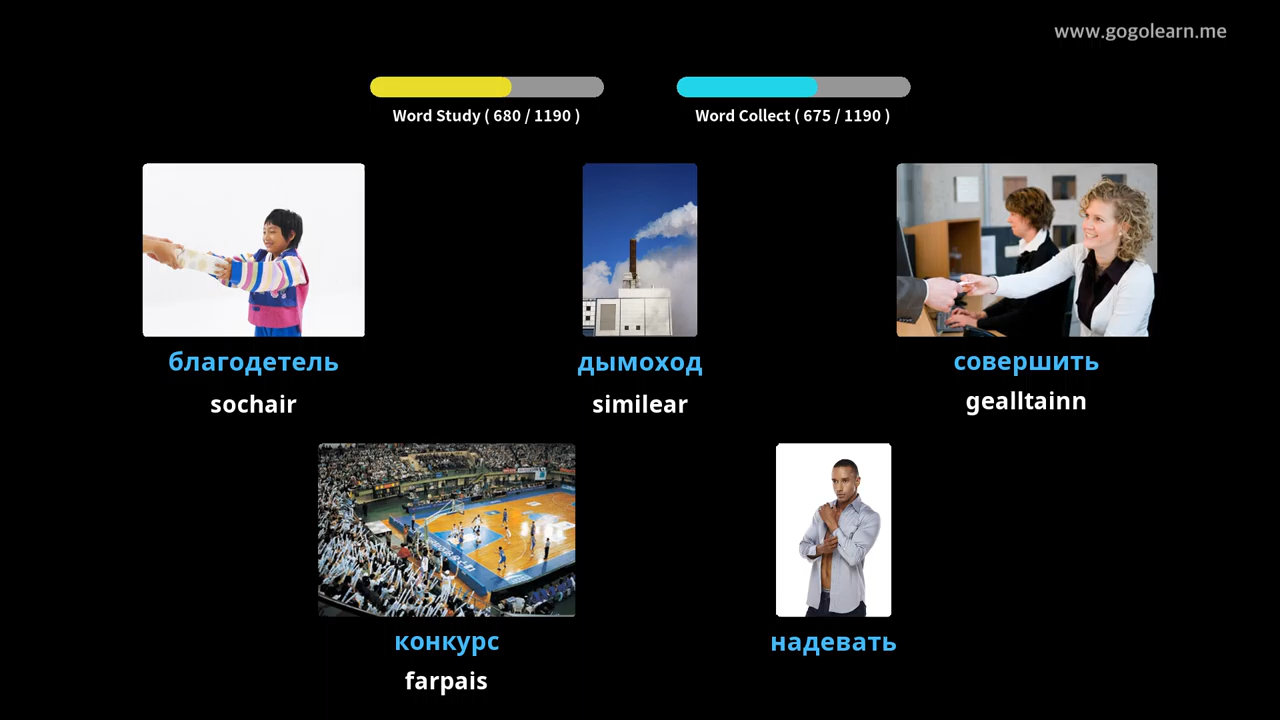 www.gogolearn.me
Word Study ( 680 / 1190 )
Word Collect ( 675 / 1190 )
благодетель
sochair
дымоход
similear
совершить
gealltainn
конкурс
farpais
надевать